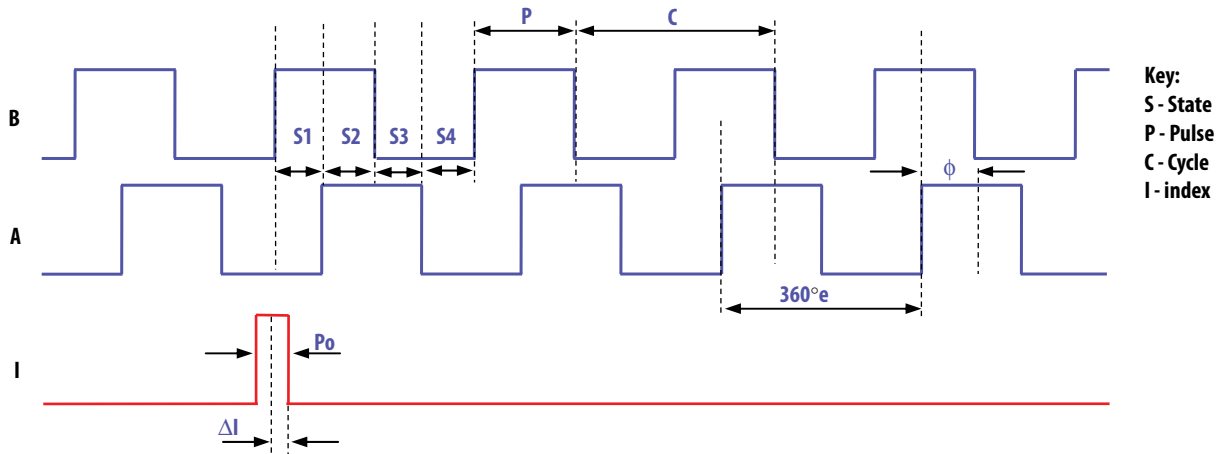 P
C
Key:
S - State
P - Pulse
C - Cycle
I - index
B
S1
S2
S3
S4
ϕ
A
360°e
Po
I
ΔI